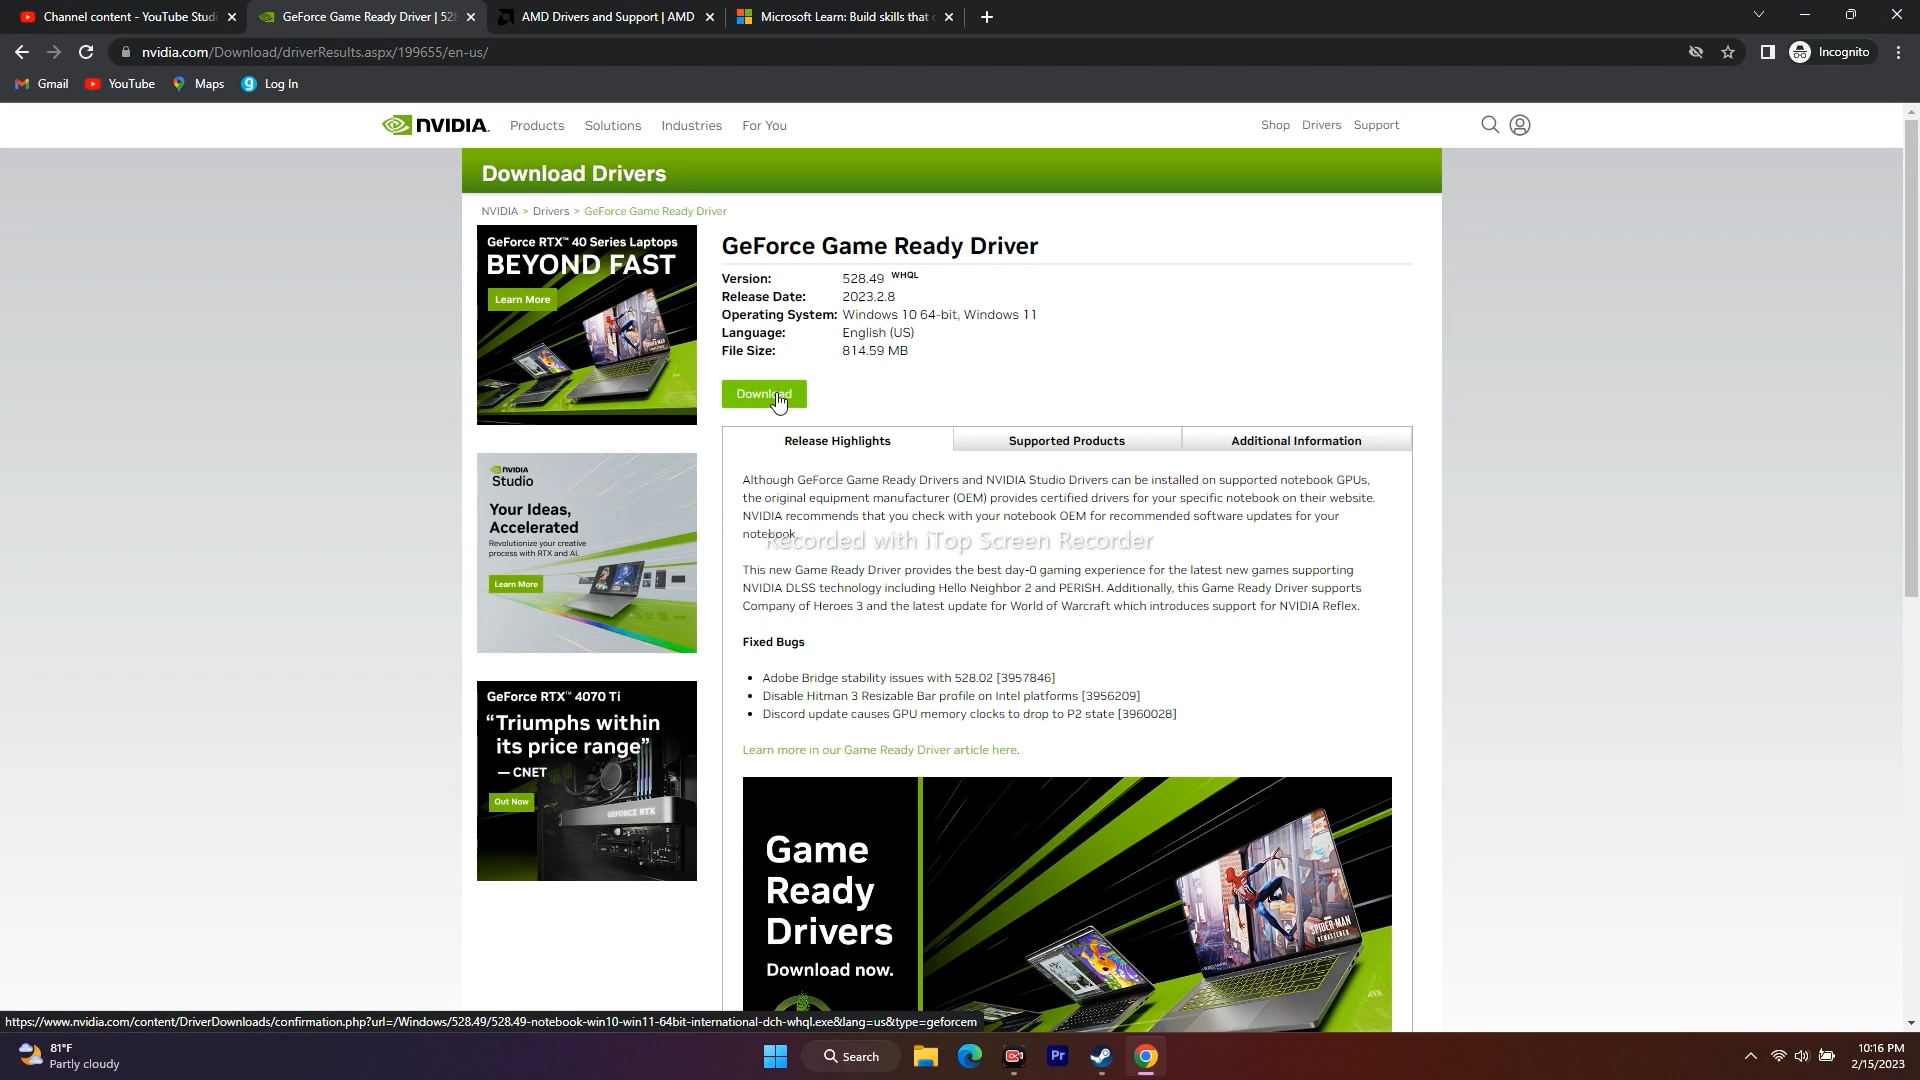 Channel content - YouTube Studi
GeForce Game Ready Driver | 528
AMD Drivers and Support | AMD
Microsoft Learn: Build skills that
nvidia.com/Download/driverResults.aspx/199655/en-us/
Incognito
Gmail
YouTube
Maps
Log In
NVIDIA.
Products
Solutions
Industries
For You
Shop
Drivers
Support
Download Drivers
NVIDIA > Drivers > GeForce Game Ready Driver
GeForce RTX™ 40 Series Laptops
BEYOND FAST
Learn More
GeForce Game Ready Driver
Version: 528.49 WHQL
Release Date: 2023.2.8
Operating System: Windows 10 64-bit, Windows 11
Language: English (US)
File Size: 814.59 MB
Download
Release Highlights
Supported Products
Additional Information
Although GeForce Game Ready Drivers and NVIDIA Studio Drivers can be installed on supported notebook GPUs,
the original equipment manufacturer (OEM) provides certified drivers for your specific notebook on their website.
NVIDIA recommends that you check with your notebook OEM for recommended software updates for your
notebook.
Recorded with iTop Screen Recorder
This new Game Ready Driver provides the best day-0 gaming experience for the latest new games supporting
NVIDIA DLSS technology including Hello Neighbor 2 and PERISH. Additionally, this Game Ready Driver supports
Company of Heroes 3 and the latest update for World of Warcraft which introduces support for NVIDIA Reflex.
Fixed Bugs
• Adobe Bridge stability issues with 528.02 [3957846]
• Disable Hitman 3 Resizable Bar profile on Intel platforms [3956209]
• Discord update causes GPU memory clocks to drop to P2 state [3960028]
Learn more in our Game Ready Driver article here.
NVIDIA
Studio
Your Ideas,
Accelerated
Revolutionize your creative
process with RTX and AI.
Learn More
GeForce RTX™ 4070 Ti
“Triumphs within
its price range”
— CNET
Out Now
GEFORCE RTX
Game
Ready
Drivers
Download now.
SPIDER-MAN
REMASTERED
https://www.nvidia.com/content/DriverDownloads/confirmation.php?url=/Windows/528.49/528.49-notebook-win10-win11-64bit-international-dch-whql.exe&lang=us&type=geforcem
81°F
Partly cloudy
Search
Pr
10:16 PM
2/15/2023